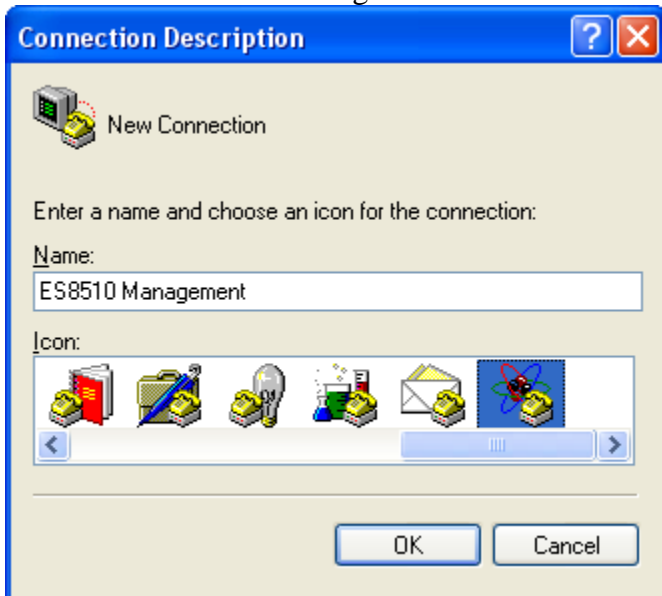 Connection Description
New Connection
Enter a name and choose an icon for the connection:
Name:
ES8510 Management
Icon:
OK Cancel